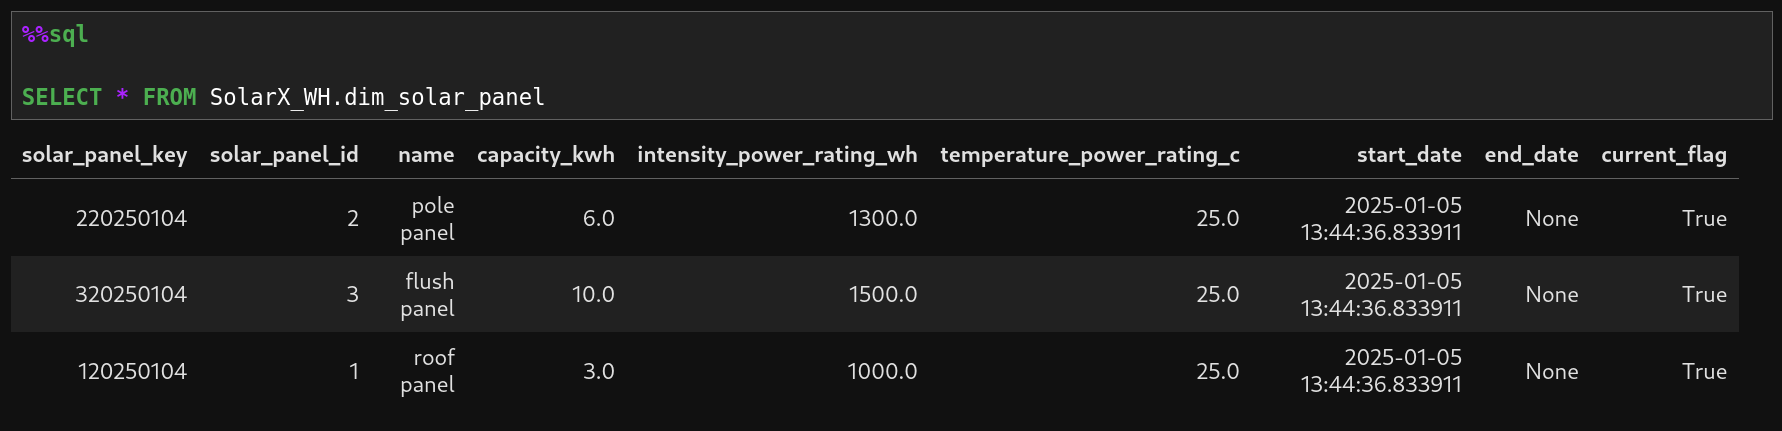 %%sql
SELECT * FROM SolarX_WH.dim_solar_panel
solar_panel_key solar_panel_id name capacity_kwh intensity_power_rating_wh temperature_power_rating_c start_date end_date current_flag
220250104 2 pole panel 6.0 1300.0 25.0 2025-01-05 13:44:36.833911 None True
320250104 3 flush panel 10.0 1500.0 25.0 2025-01-05 13:44:36.833911 None True
120250104 1 roof panel 3.0 1000.0 25.0 2025-01-05 13:44:36.833911 None True